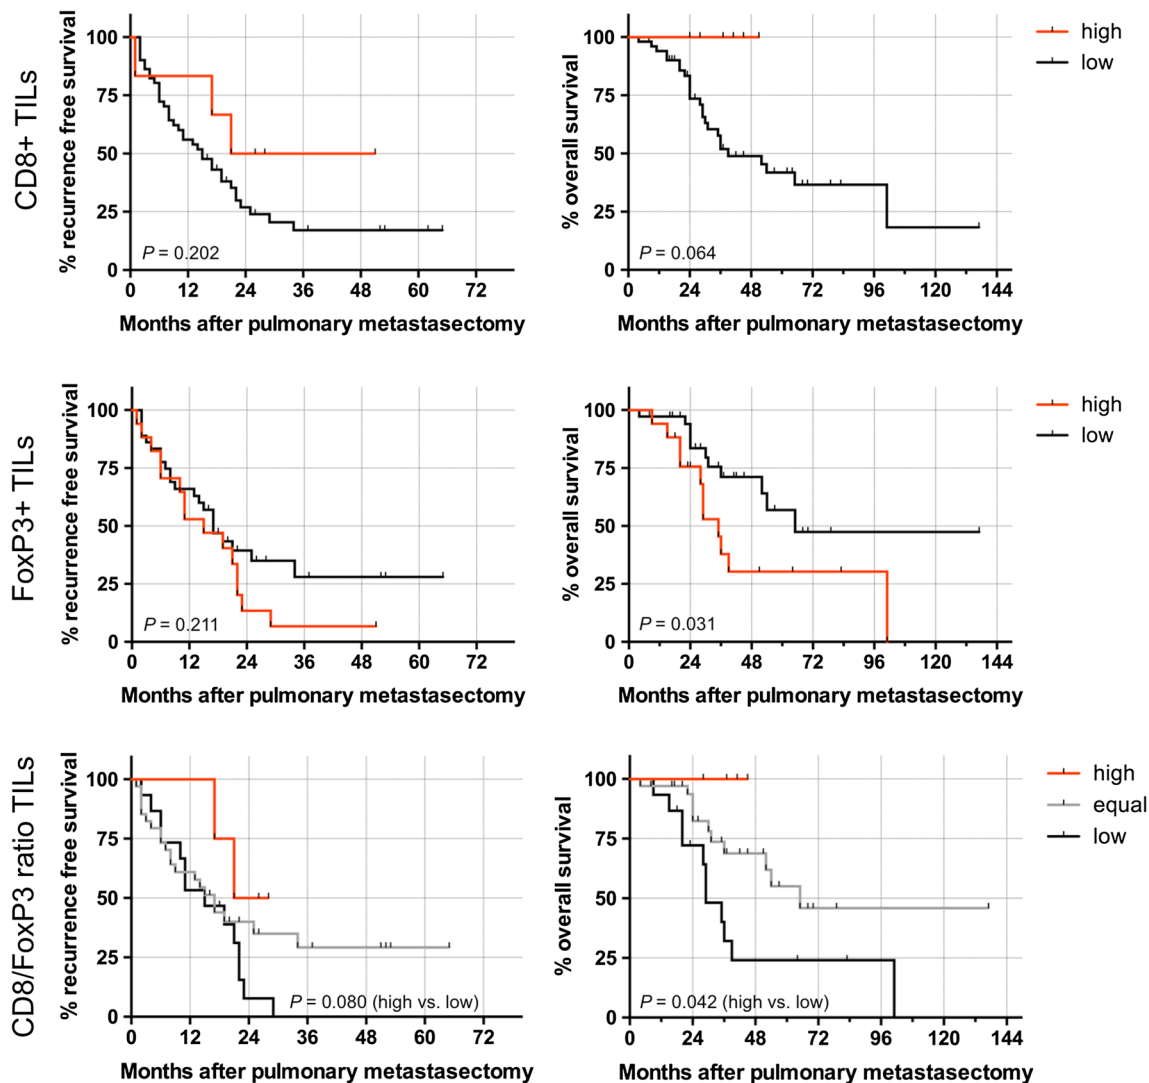 CD8+ TILs
% recurrence free survival
100
75
50
25
0
P = 0.202
0 12 24 36 48 60 72
Months after pulmonary metastasectomy
% overall survival
100
75
50
25
0
P = 0.064
0 24 48 72 96 120 144
Months after pulmonary metastasectomy
high
low
FoxP3+ TILs
% recurrence free survival
100
75
50
25
0
P = 0.211
0 12 24 36 48 60 72
Months after pulmonary metastasectomy
% overall survival
100
75
50
25
0
P = 0.031
0 24 48 72 96 120 144
Months after pulmonary metastasectomy
high
low
CD8/FoxP3 ratio TILs
% recurrence free survival
100
75
50
25
0
P = 0.080 (high vs. low)
0 12 24 36 48 60 72
Months after pulmonary metastasectomy
% overall survival
100
75
50
25
0
P = 0.042 (high vs. low)
0 24 48 72 96 120 144
Months after pulmonary metastasectomy
high
equal
low